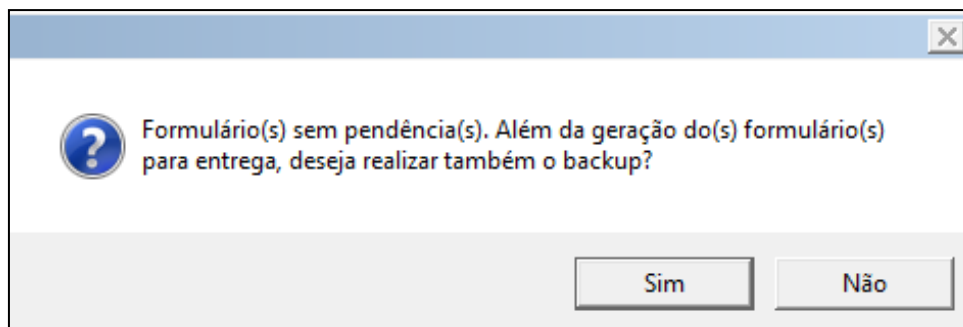 Formulário(s) sem pendência(s). Além da geração do(s) formulário(s)
para entrega, deseja realizar também o backup?
Sim Não